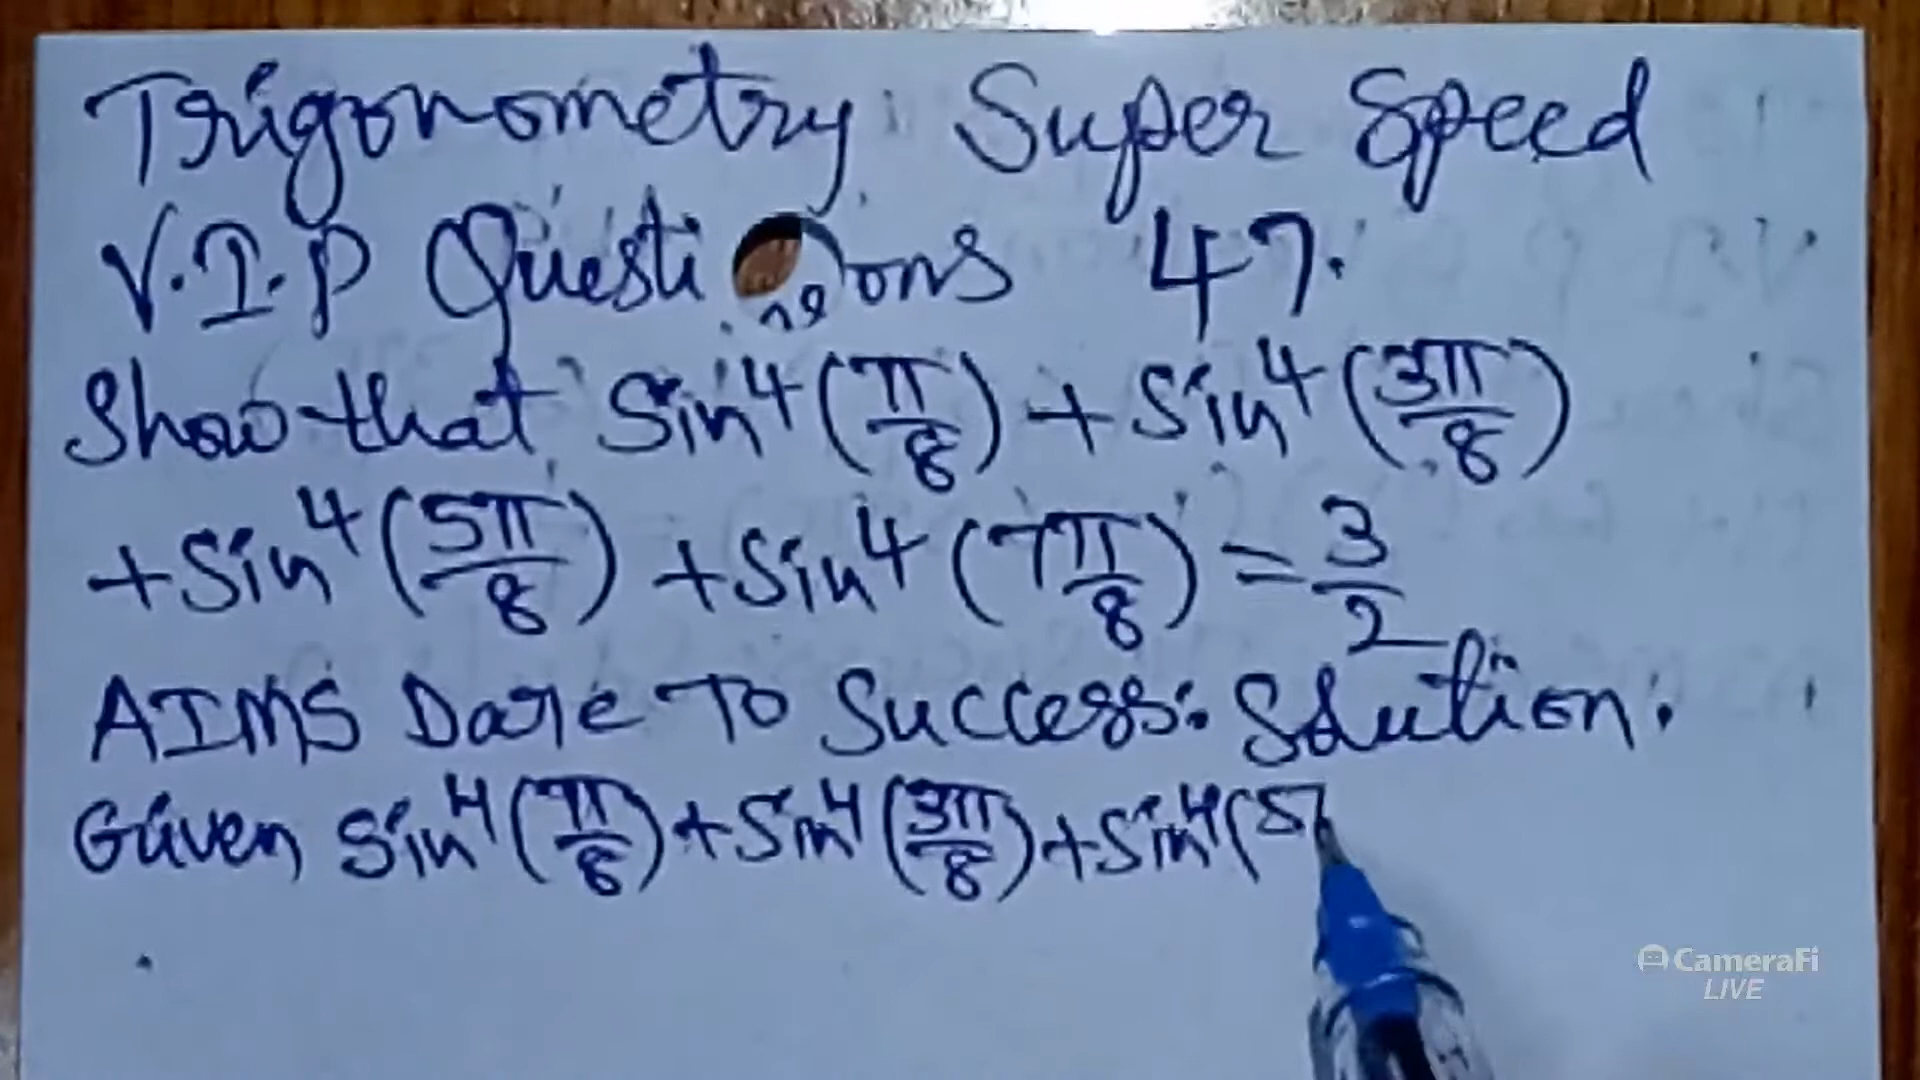 Trigonometry Super Speed
V.I.P Questions 47.
Show that Sin⁴(π/8) + Sin⁴(3π/8)
+ Sin⁴(5π/8) + Sin⁴(7π/8) = 3/2
AIMS Dare To Success: Solution.
Given Sin⁴(π/8) + Sin⁴(3π/8) + Sin⁴(5
CameraFi
LIVE